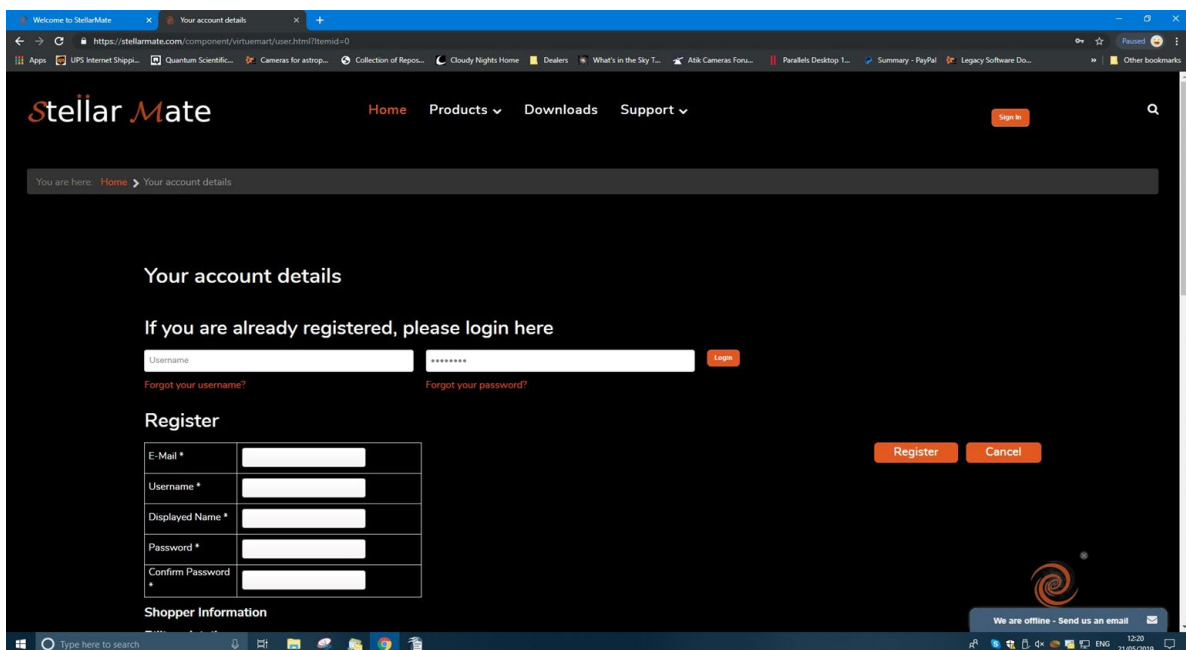 Welcome to StellarMate
Your account details
https://stellarmate.com/component/virtuemart/user.html?Itemid=0
Paused
Apps UPS Internet Shippi... Quantum Scientific... Cameras for astrop... Collection of Repos... Cloudy Nights Home Dealers What's in the Sky T... Atik Cameras Foru... Parallels Desktop 1... Summary - PayPal Legacy Software Do... » Other bookmarks
Stellar Mate
Home Products Downloads Support
Sign In
You are here: Home Your account details
Your account details
If you are already registered, please login here
Username
Login
Forgot your username? Forgot your password?
Register
E-Mail *
Register Cancel
Username *
Displayed Name *
Password *
Confirm Password
*
Shopper Information
We are offline - Send us an email
Type here to search
ENG
12:20
21/05/2019